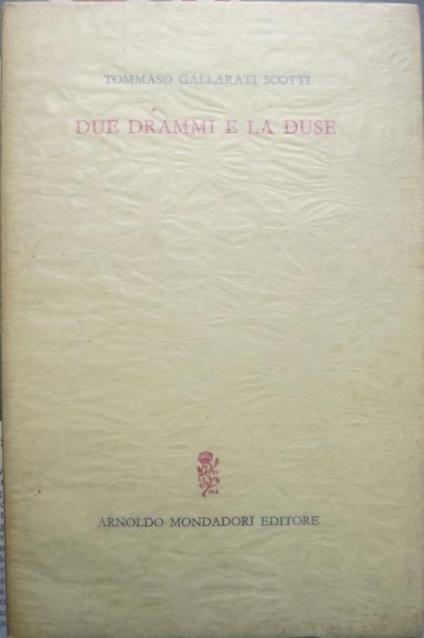 TOMMASO GALLARATI SCOTTI
DUE DRAMMI E LA DUSE
ARNOLDO MONDADORI EDITORE